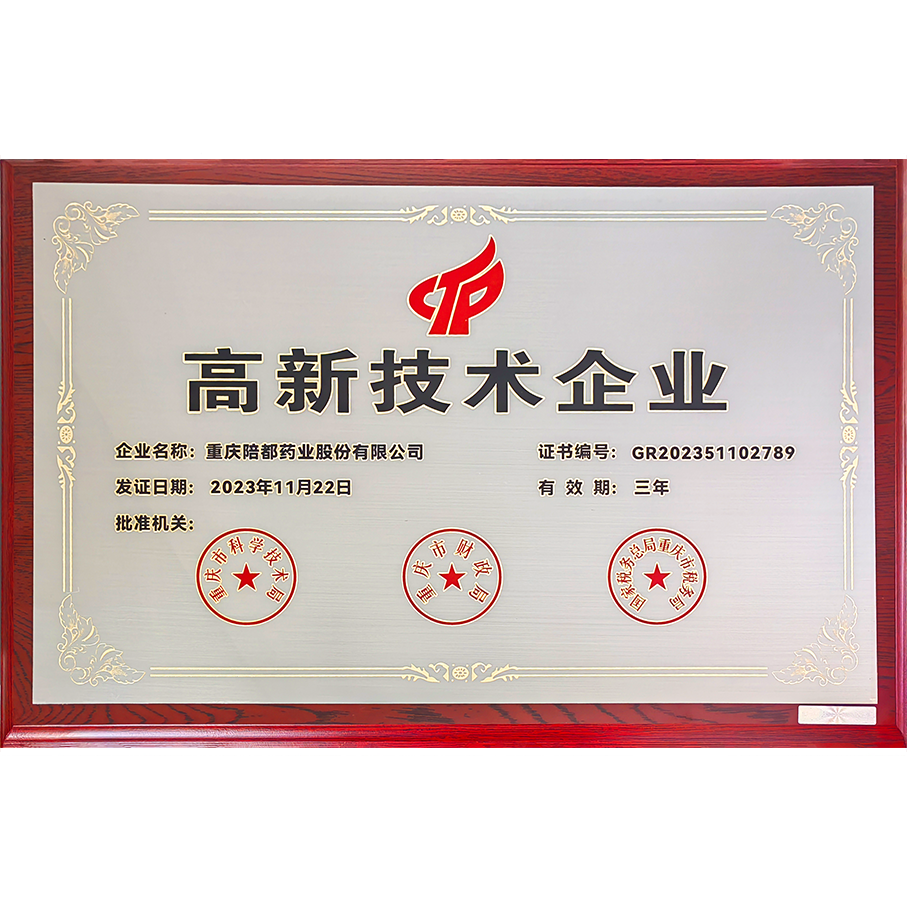 CTP
高新技术企业
企业名称：重庆陪都药业股份有限公司
证书编号：GR202351102789
发证日期：2023年11月22日
有效期：三年
批准机关：
重庆市科学技术局
重庆市财政局
国家税务总局重庆市税务局